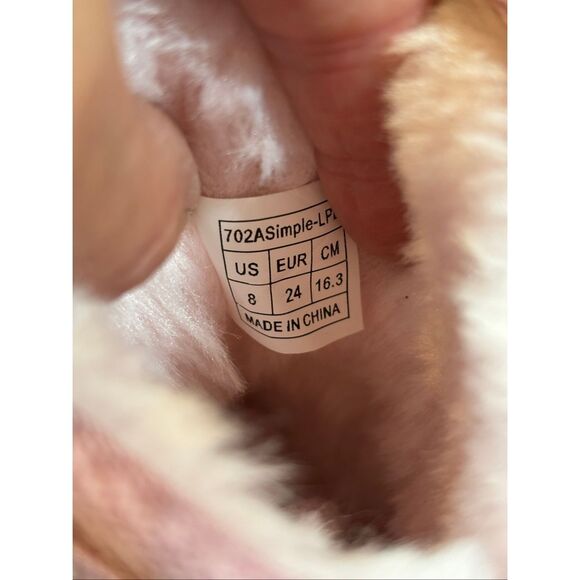 702ASimple-LP
US EUR CM
8 24 16.3
MADE IN CHINA